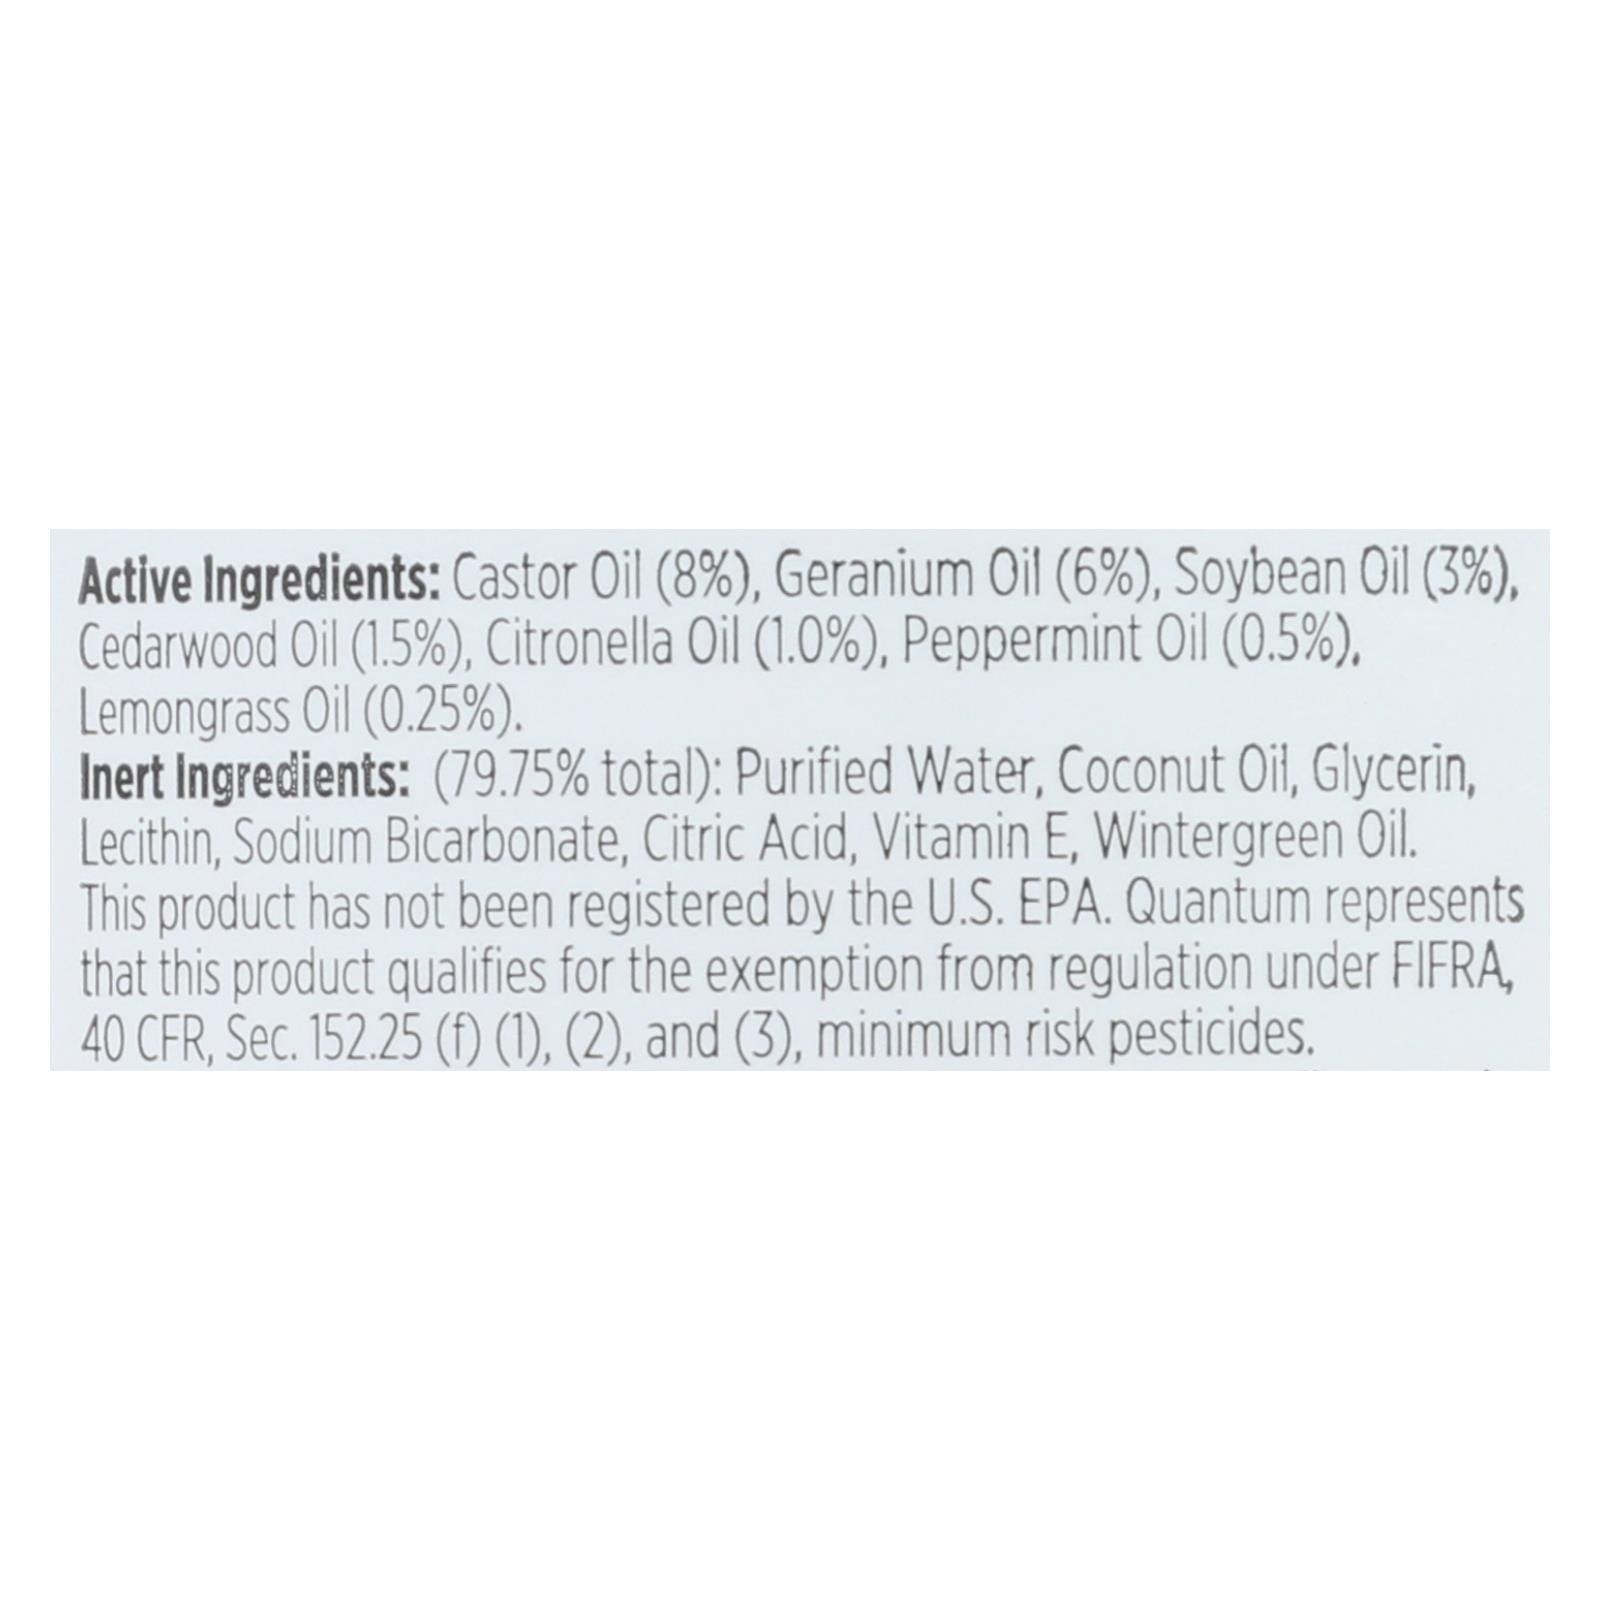 Active Ingredients: Castor Oil (8%), Geranium Oil (6%), Soybean Oil (3%),
Cedarwood Oil (1.5%), Citronella Oil (1.0%), Peppermint Oil (0.5%),
Lemongrass Oil (0.25%).
Inert Ingredients: (79.75% total): Purified Water, Coconut Oil, Glycerin,
Lecithin, Sodium Bicarbonate, Citric Acid, Vitamin E, Wintergreen Oil.
This product has not been registered by the U.S. EPA. Quantum represents
that this product qualifies for the exemption from regulation under FIFRA,
40 CFR, Sec. 152.25 (f) (1), (2), and (3), minimum risk pesticides.